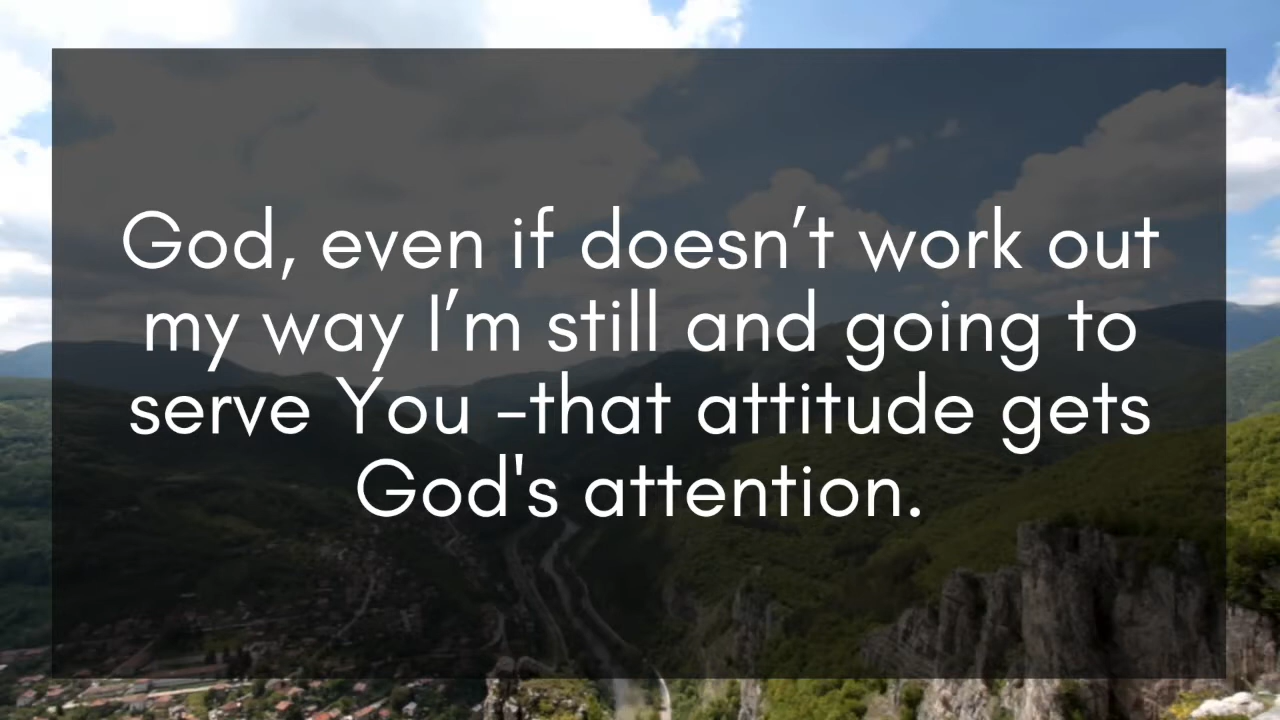 God, even if doesn’t work out
my way I’m still and going to
serve You –that attitude gets
God's attention.